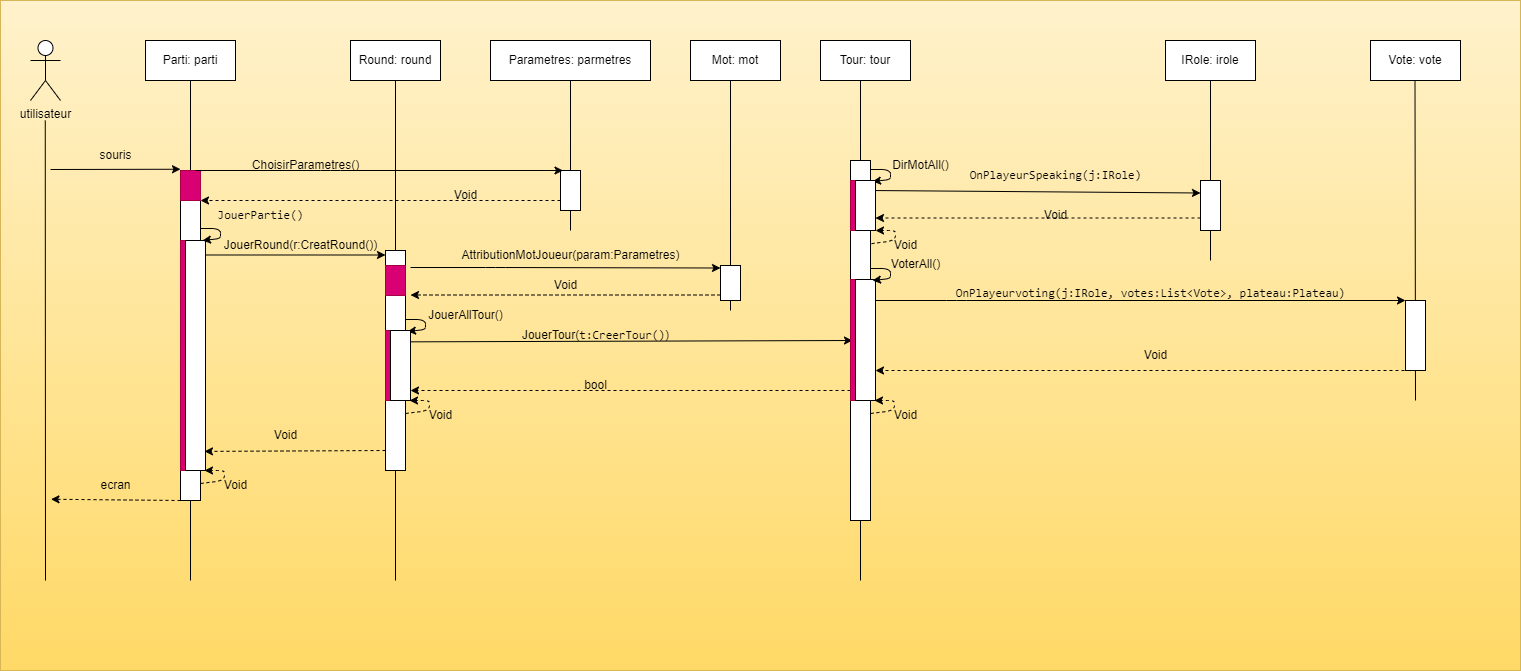 Parti: parti
Round: round
Parametres: parmetres
Mot: mot
Tour: tour
IRole: irole
Vote: vote
utilisateur
souris
ChoisirParametres()
DirMotAll()
OnPlayeurSpeaking(j:IRole)
Void
JouerPartie()
Void
JouerRound(r:CreatRound())
Void
AttributionMotJoueur(param:Parametres)
VoterAll()
Void
OnPlayeurvoting(j:IRole, votes:List<Vote>, plateau:Plateau)
JouerAllTour()
JouerTour(t:CreerTour())
Void
bool
Void
Void
Void
ecran
Void